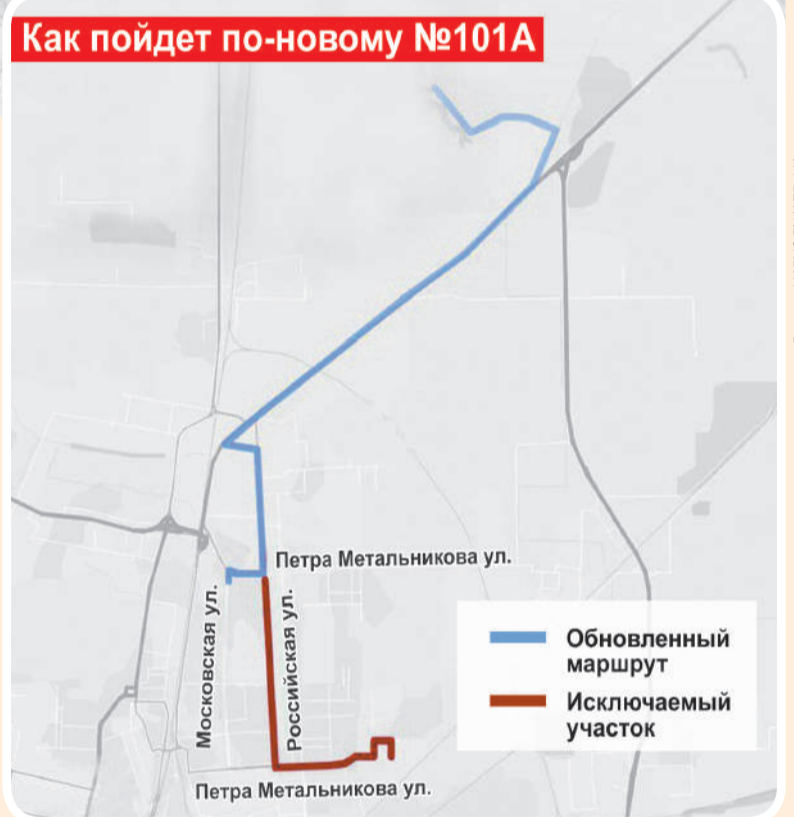 Как пойдет по-новому №101А
Петра Метальникова ул.
Московская ул.
Российская ул.
Обновленный
маршрут
Исключаемый
участок
Петра Метальникова ул.